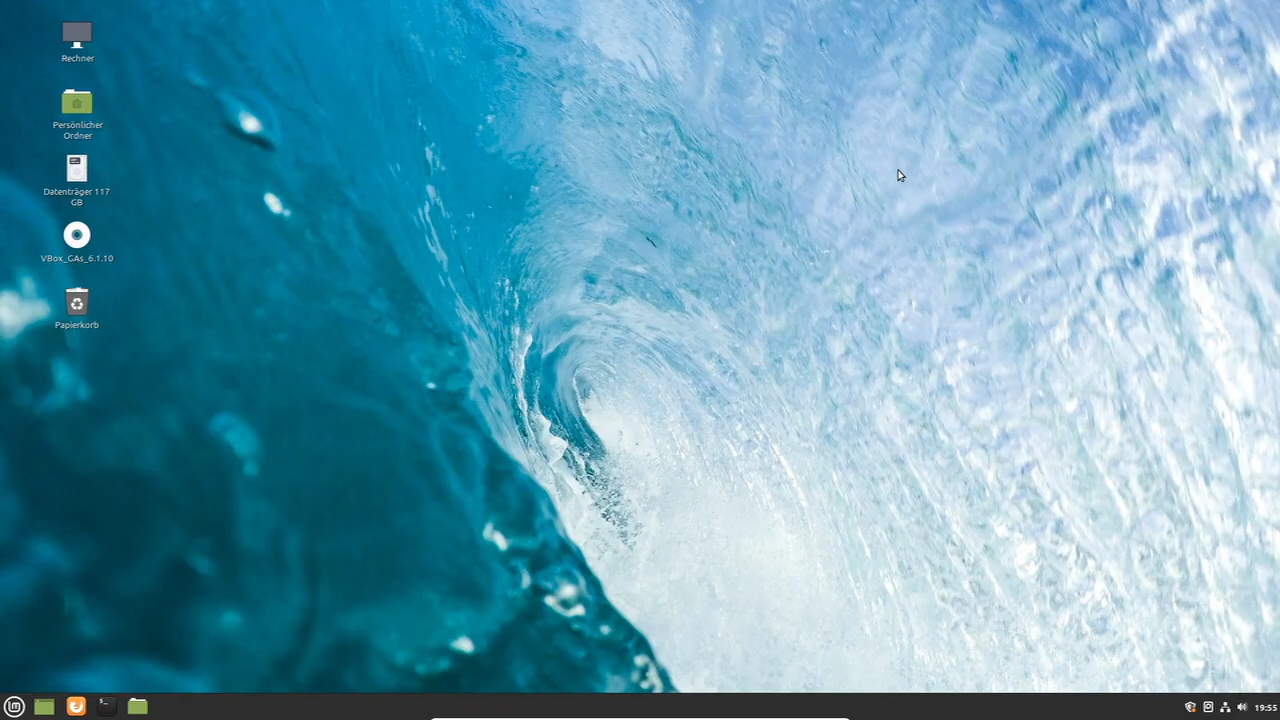 Rechner
Persönlicher
Ordner
Datenträger 117
GB
VBox_GAs_6.1.10
Papierkorb
19:55